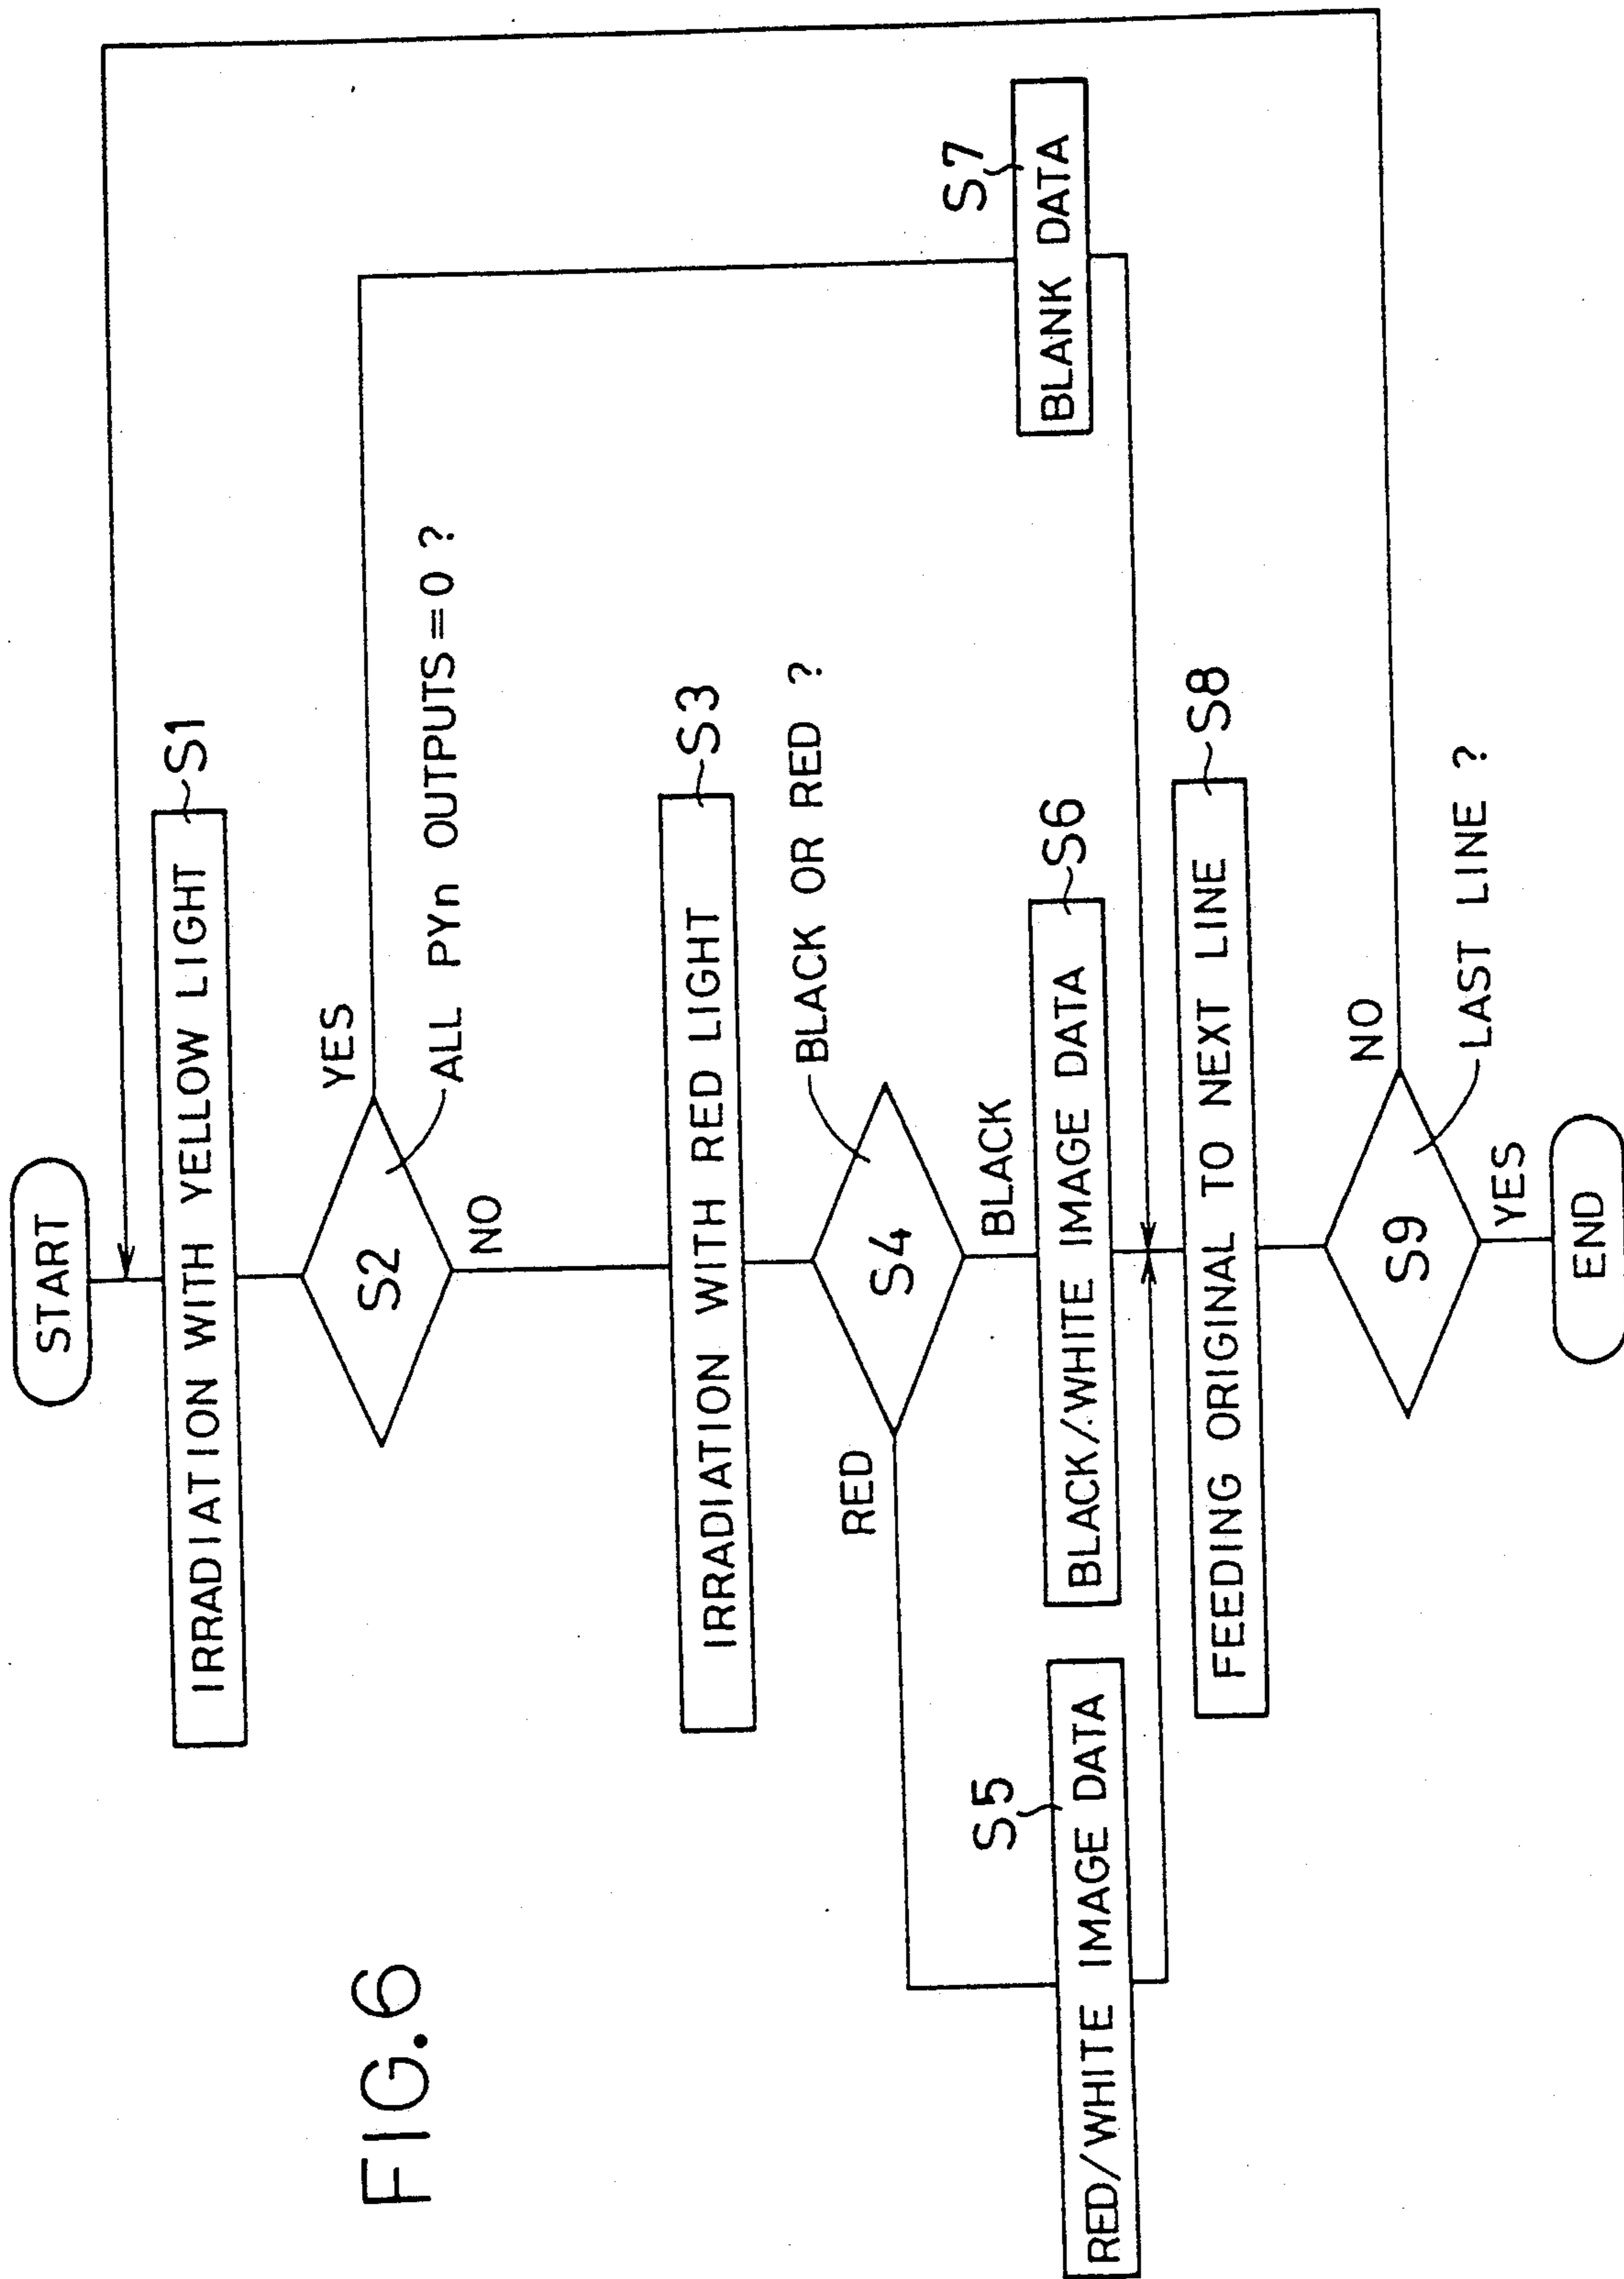 FIG.6
START
IRRADIATION WITH YELLOW LIGHT
S1
S2
ALL PYn OUTPUTS=0 ?
YES
NO
IRRADIATION WITH RED LIGHT
S3
S4
BLACK OR RED ?
RED
BLACK
S5
RED/WHITE IMAGE DATA
BLACK/WHITE IMAGE DATA
S6
S7
BLANK DATA
FEEDING ORIGINAL TO NEXT LINE
S8
S9
LAST LINE ?
NO
YES
END